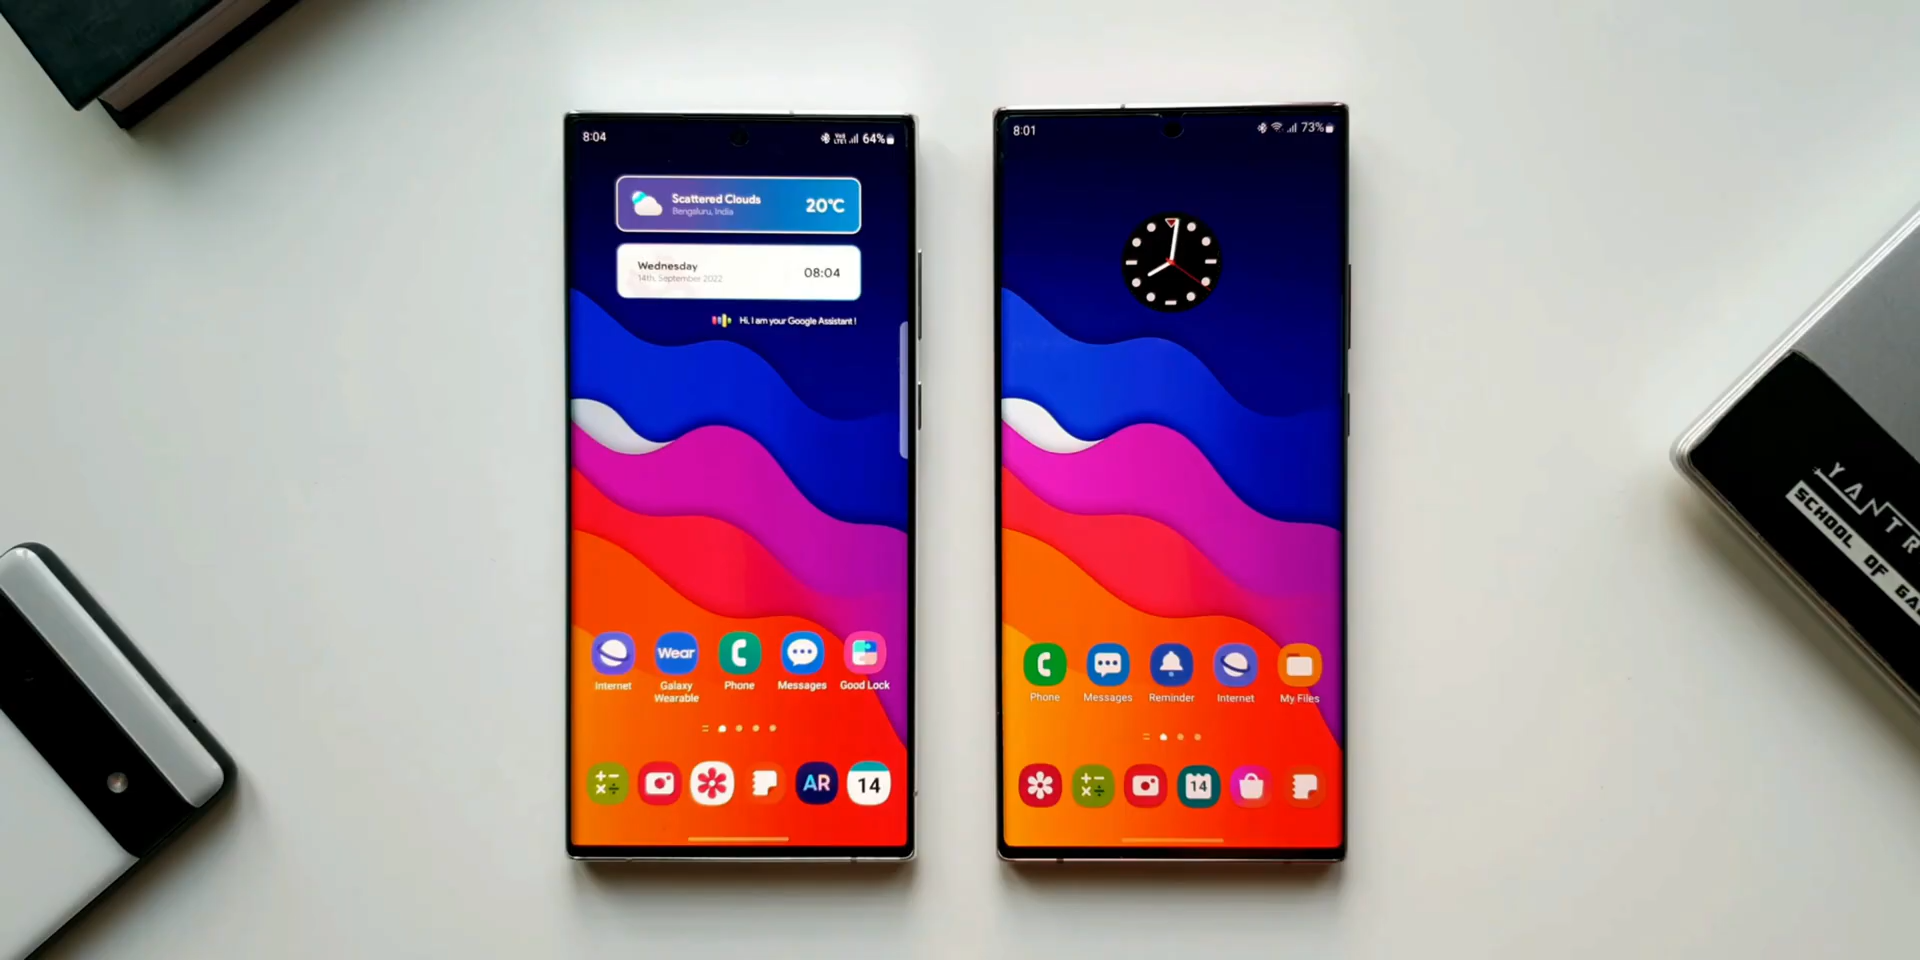 8:04
64%
Scattered Clouds
Bengaluru, India
20°C
Wednesday
14th, September 2022
08:04
Hi, I am your Google Assistant !
Wear
Internet
Galaxy
Wearable
Phone
Messages
Good Lock
AR
14
8:01
73%
Phone
Messages
Reminder
Internet
My Files
14
YANTR
SCHOOL OF GA